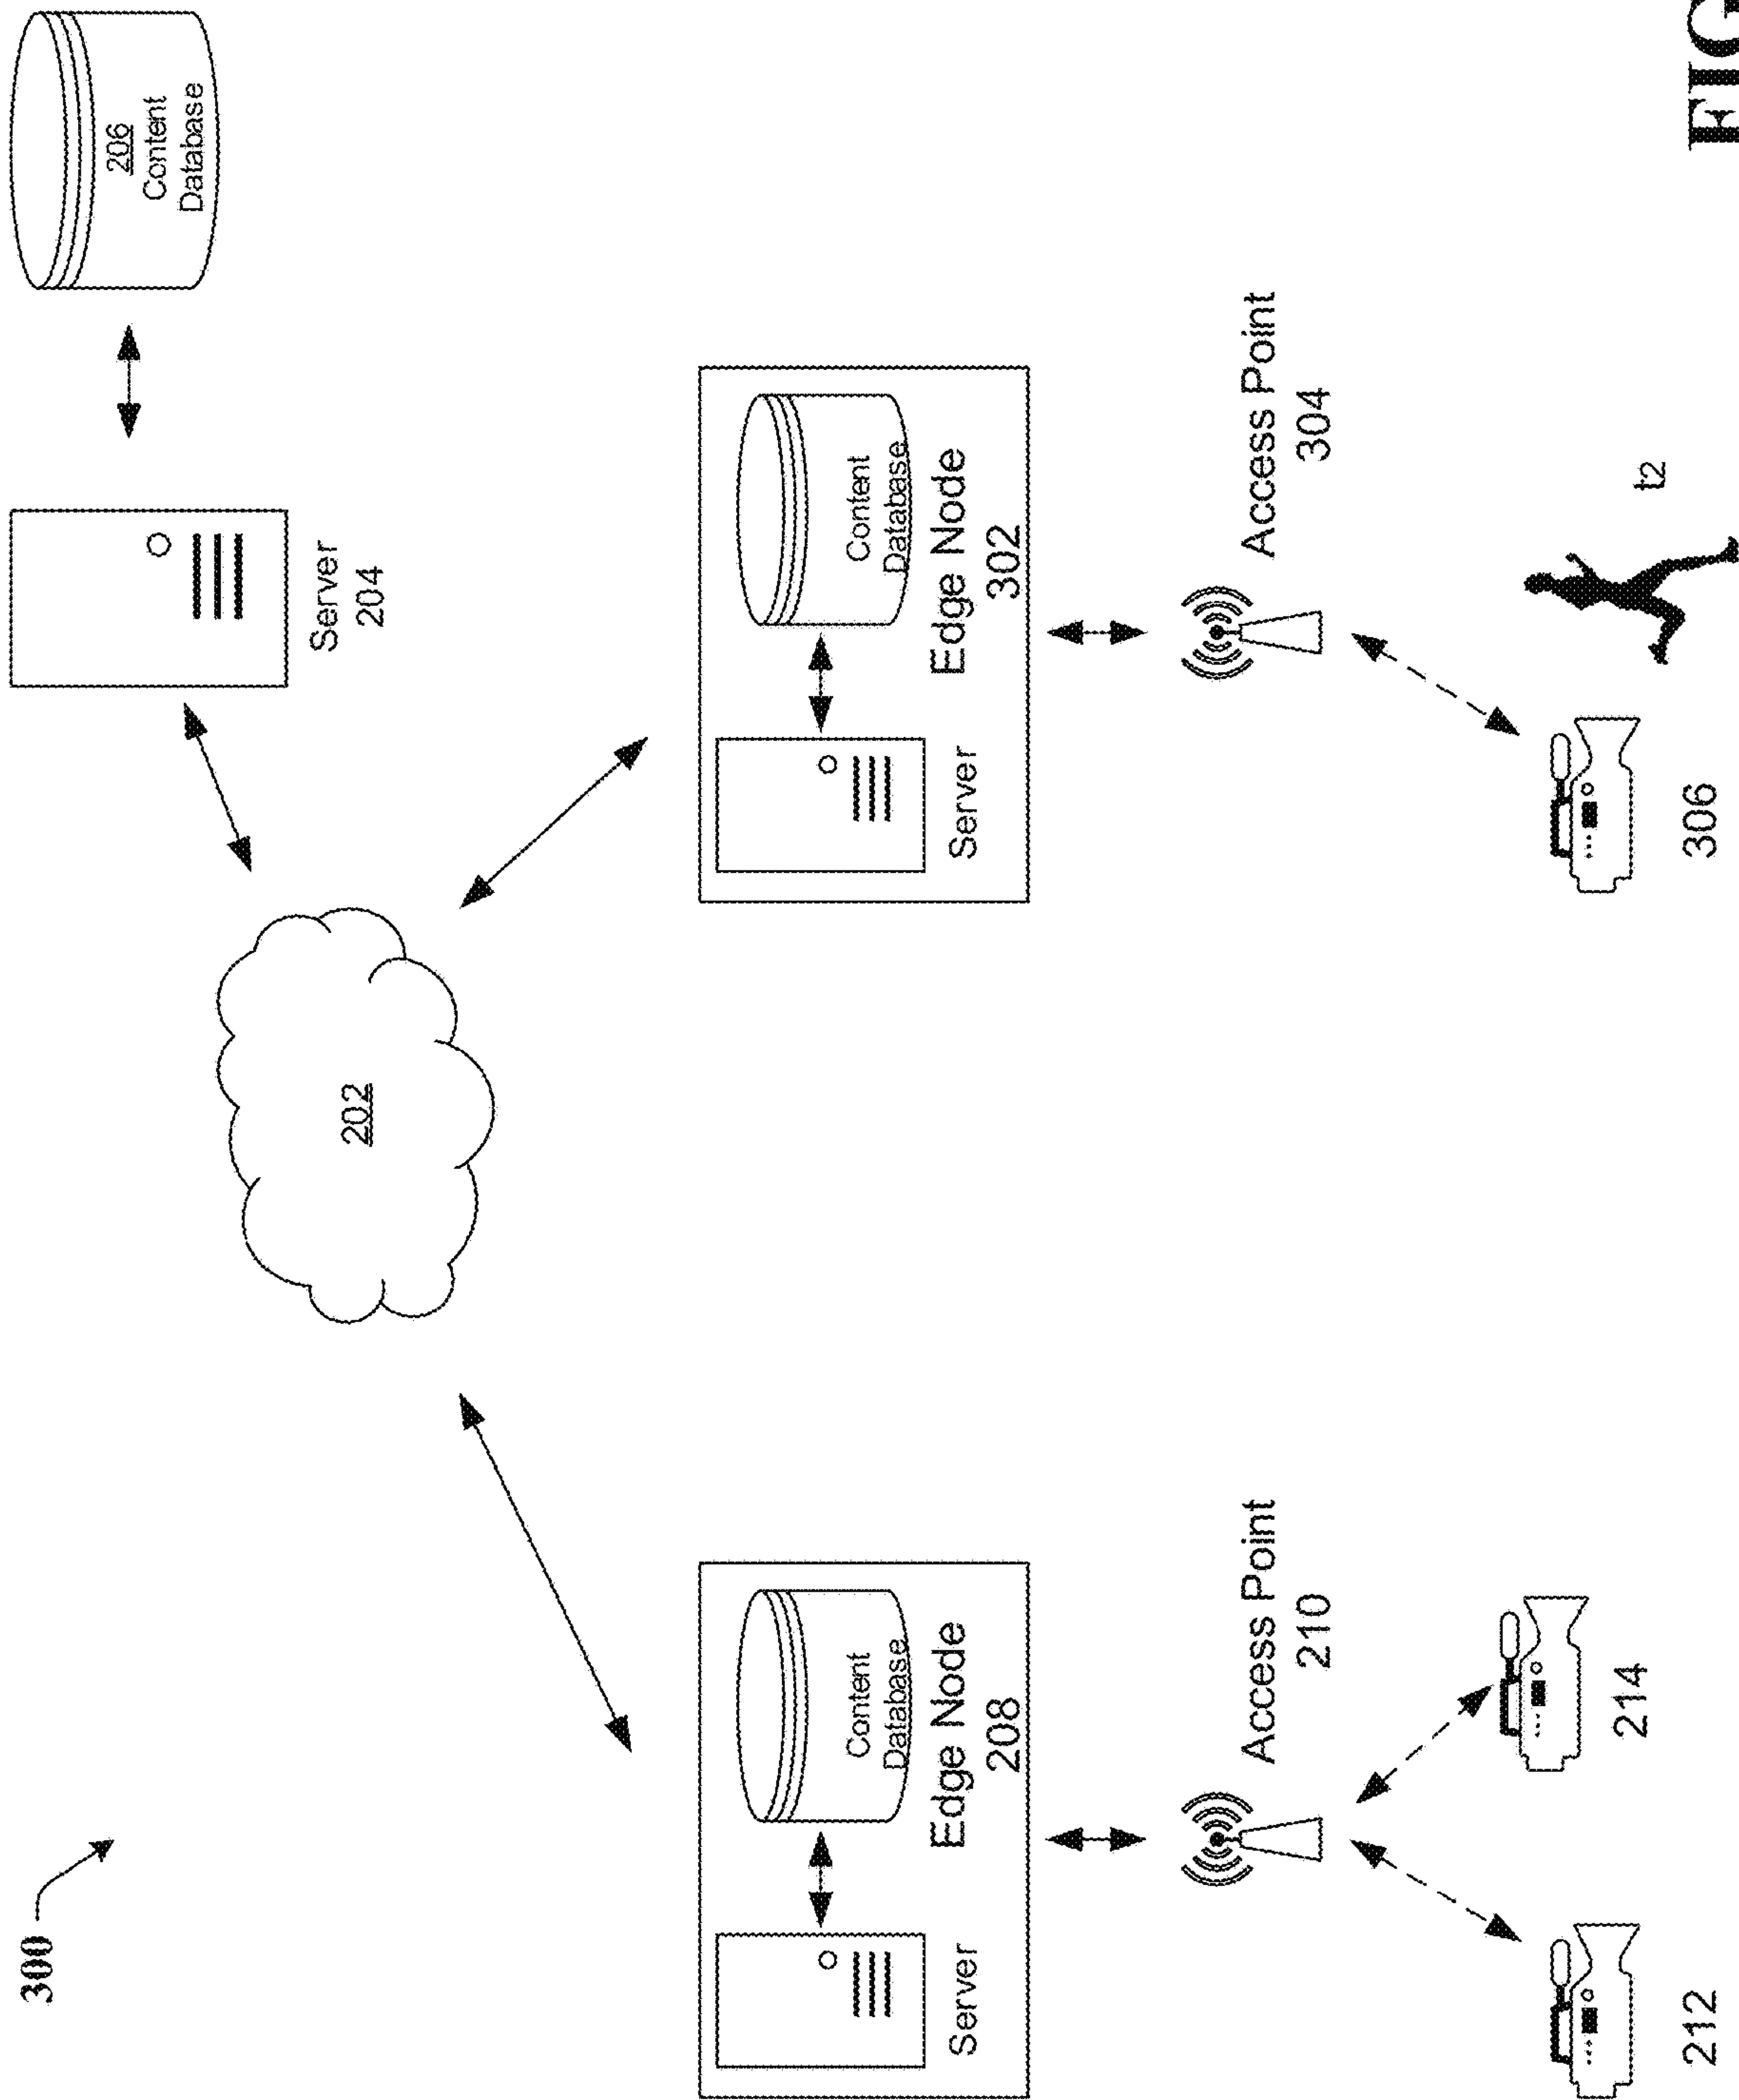 300
206
Content
Database
Server
204
202
Content
Database
Edge Node
208
Server
Content
Database
Edge Node
302
Server
Access Point
210
Access Point
304
212
214
306
t2
FIG